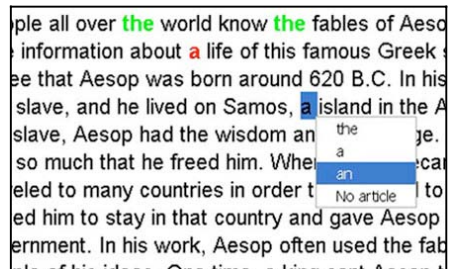 ple all over the world know the fables of Aeso
information about a life of this famous Greek
ee that Aesop was born around 620 B.C. In his
slave, and he lived on Samos, a island in the A
slave, Aesop had the wisdom an ge.
so much that he freed him. Whe ecar
eled to many countries in order t l to
ed him to stay in that country and gave Aesop
ernment. In his work, Aesop often used the fab
the
a
an
No article